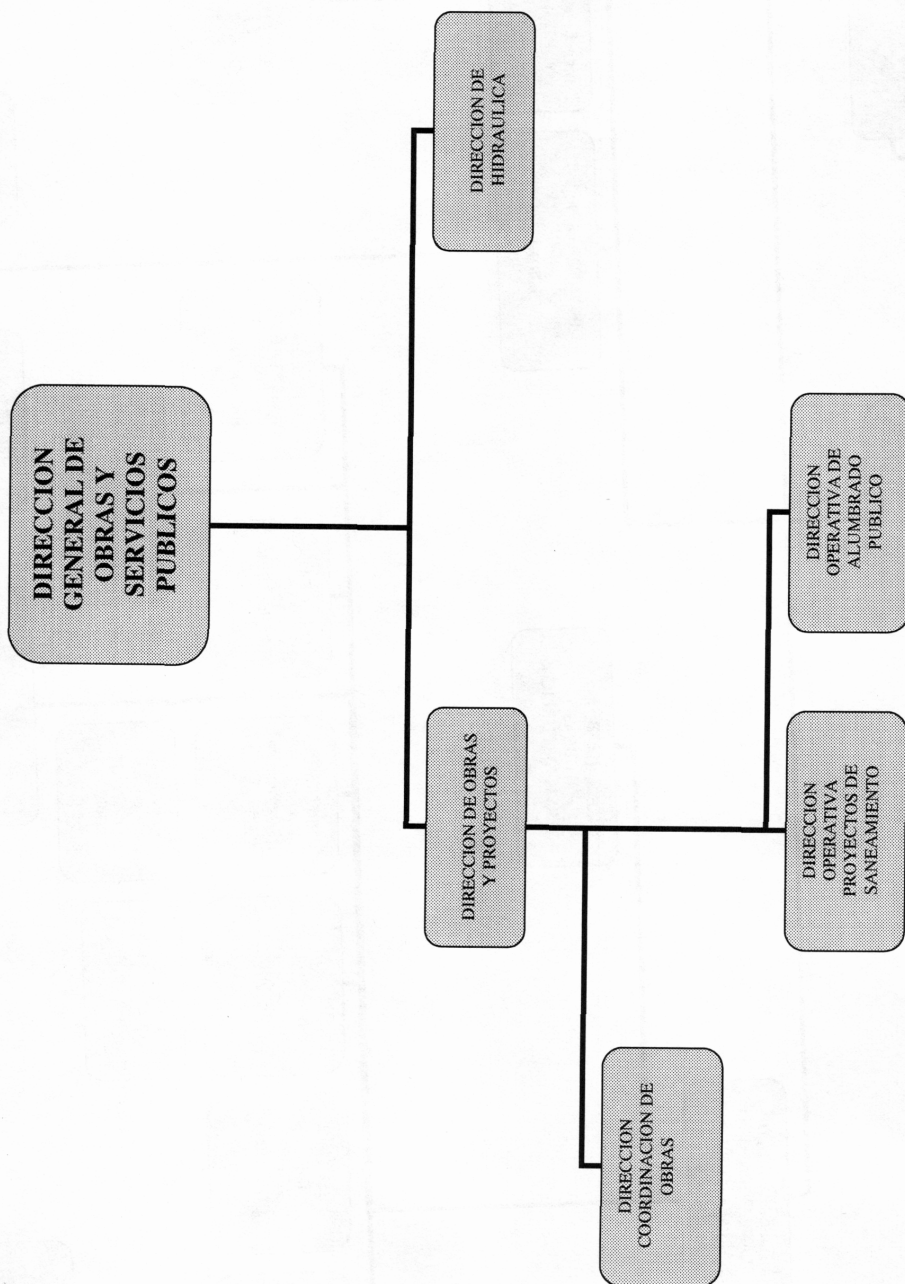 DIRECCION
GENERAL DE
OBRAS Y
SERVICIOS
PUBLICOS
DIRECCION DE OBRAS
Y PROYECTOS
DIRECCION DE
HIDRAULICA
DIRECCION
COORDINACION DE
OBRAS
DIRECCION
OPERATIVA
PROYECTOS DE
SANEAMIENTO
DIRECCION
OPERATIVA DE
ALUMBRADO
PUBLICO